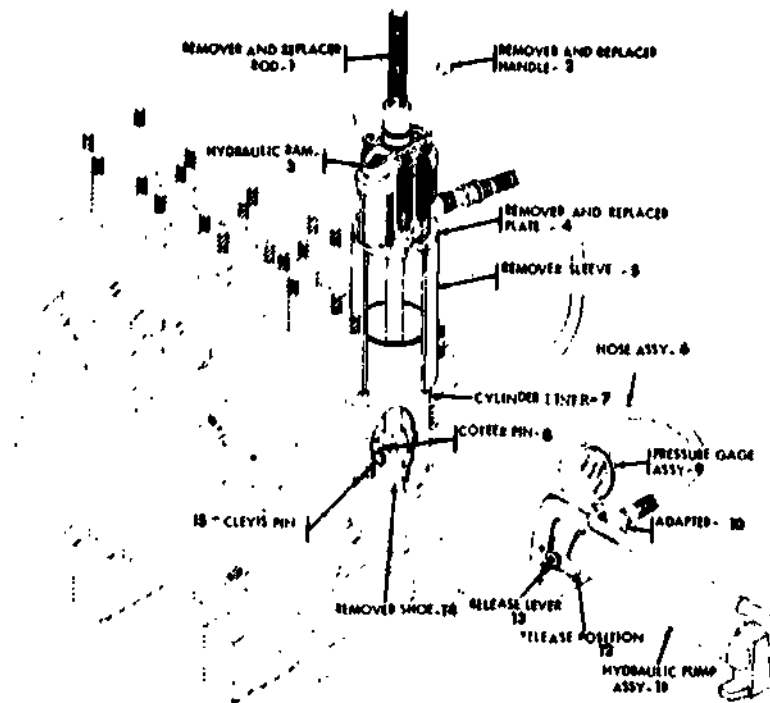 REMOVER AND REPLACER
ROD-1
REMOVER AND REPLACER
HANDLE-2
HYDRAULIC RAM-
3
REMOVER AND REPLACER
PLATE-4
REMOVER SLEEVE-5
HOSE ASSY-6
CYLINDER LINER-7
COTTER PIN-8
PRESSURE GAGE
ASSY-9
15-CLEVIS PIN
ADAPTER-10
REMOVER SHOE-14
RELEASE LEVER
13
RELEASE POSITION
12
HYDRAULIC PUMP
ASSY-11